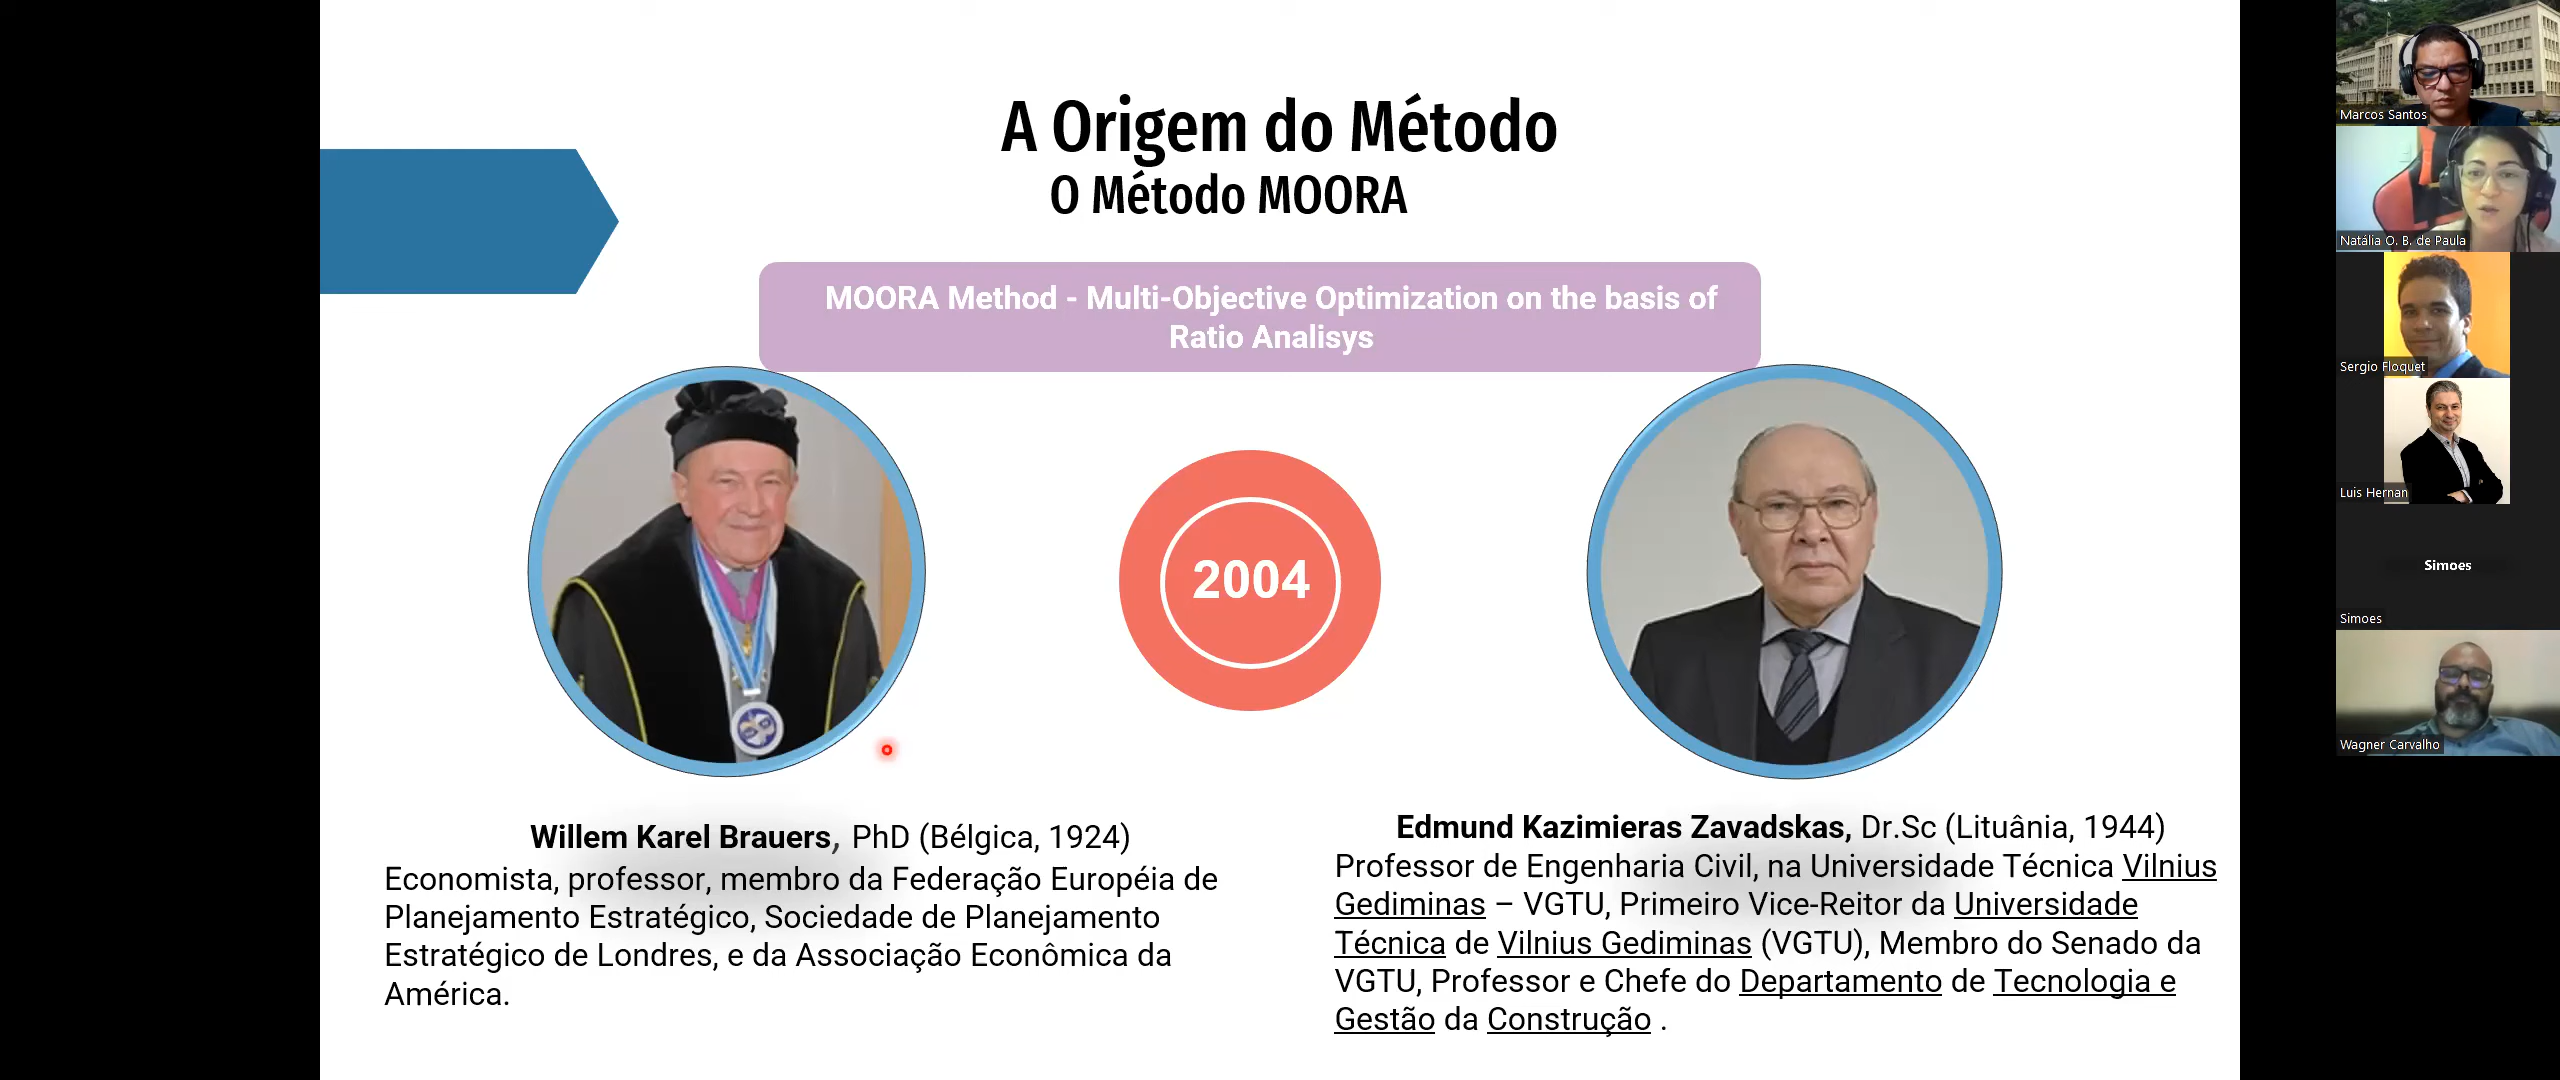 A Origem do Método
O Método MOORA
MOORA Method - Multi-Objective Optimization on the basis of
Ratio Analisys
2004
Willem Karel Brauers, PhD (Bélgica, 1924)
Economista, professor, membro da Federação Européia de
Planejamento Estratégico, Sociedade de Planejamento
Estratégico de Londres, e da Associação Econômica da
América.
Edmund Kazimieras Zavadskas, Dr.Sc (Lituânia, 1944)
Professor de Engenharia Civil, na Universidade Técnica Vilnius
Gediminas – VGTU, Primeiro Vice-Reitor da Universidade
Técnica de Vilnius Gediminas (VGTU), Membro do Senado da
VGTU, Professor e Chefe do Departamento de Tecnologia e
Gestão da Construção .
Marcos Santos
Natália O. B. de Paula
Sergio Floquet
Luis Hernan
Simoes
Simoes
Wagner Carvalho